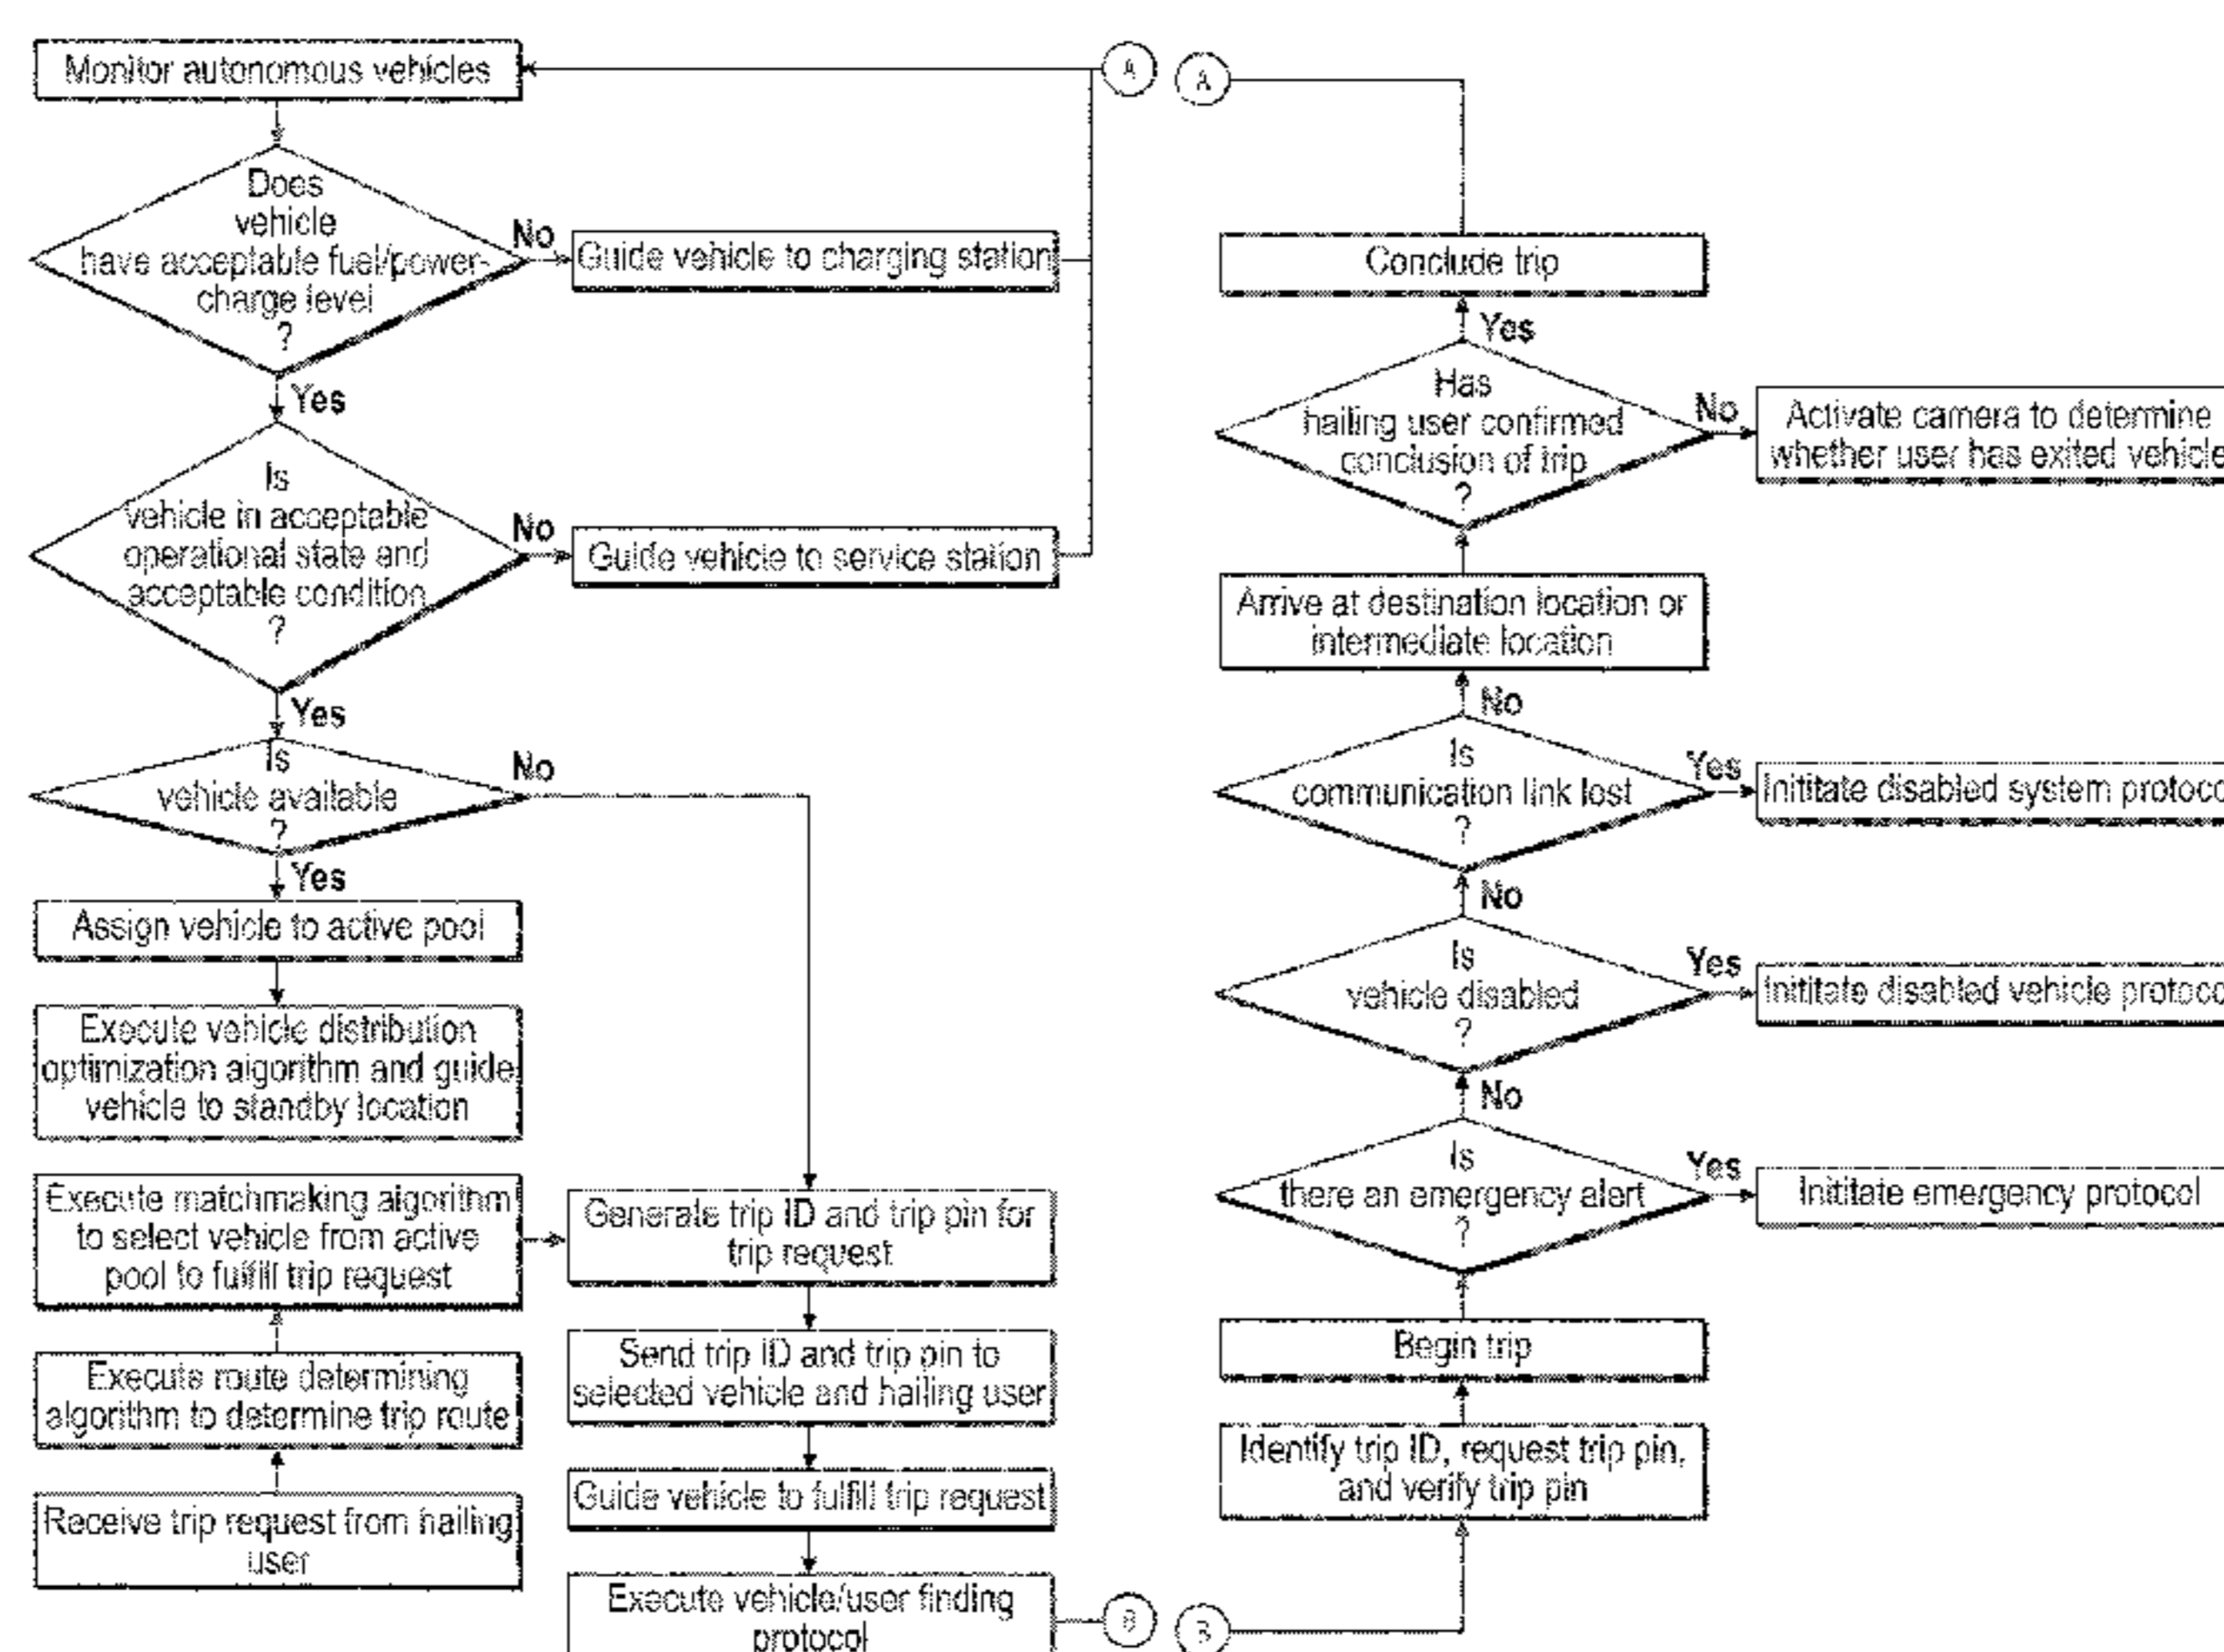 Monitor autonomous vehicles
Does
vehicle
have acceptable fuel/power-
charge level
?
No
Guide vehicle to charging station
Yes
Is
vehicle in acceptable
operational state and
acceptable condition
?
No
Guide vehicle to service station
Yes
Is
vehicle available
?
No
Yes
Assign vehicle to active pool
Execute vehicle distribution
optimization algorithm and guide
vehicle to standby location
Execute matchmaking algorithm
to select vehicle from active
pool to fulfill trip request
Execute route determining
algorithm to determine trip route
Receive trip request from hailing
user
Generate trip ID and trip pin for
trip request
Send trip ID and trip pin to
selected vehicle and hailing user
Guide vehicle to fulfill trip request
Execute vehicle/user finding
protocol
A
B
A
Conclude trip
Yes
Has
hailing user confirmed
conclusion of trip
?
No
Activate camera to determine
whether user has exited vehicle
Arrive at destination location or
intermediate location
No
Is
communication link lost
?
Yes
Inititate disabled system protoco
No
Is
vehicle disabled
?
Yes
Inititate disabled vehicle protoco
No
Is
there an emergency alert
?
Yes
Inititate emergency protocol
Begin trip
Identify trip ID, request trip pin,
and verify trip pin
B